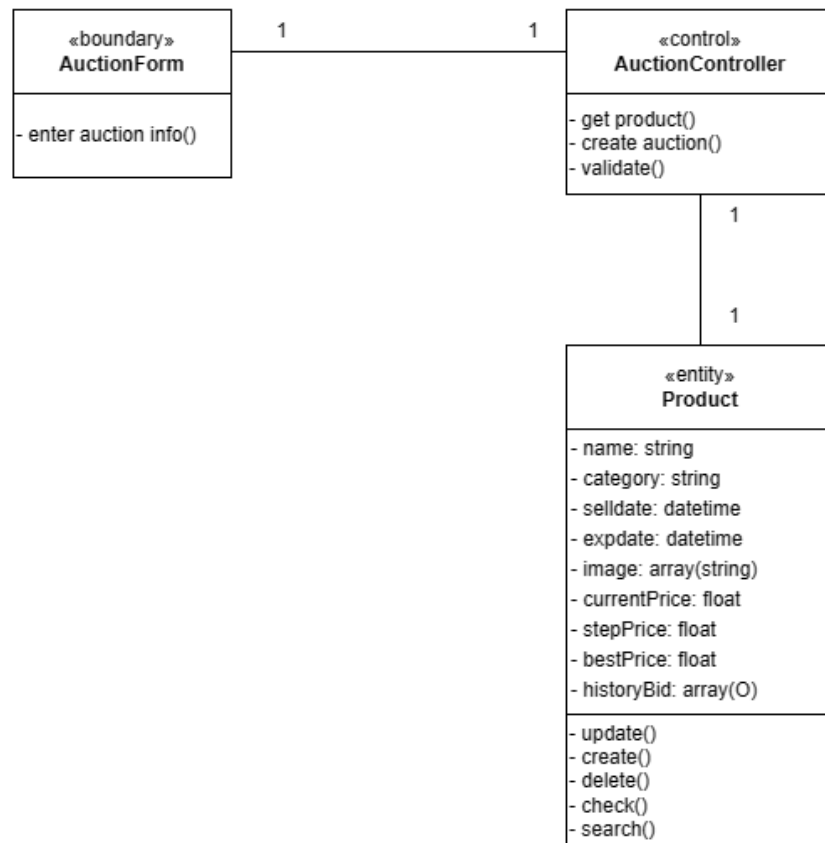 «boundary»
AuctionForm
- enter auction info()
1
1
«control»
AuctionController
- get product()
- create auction()
- validate()
1
1
«entity»
Product
- name: string
- category: string
- selldate: datetime
- expdate: datetime
- image: array(string)
- currentPrice: float
- stepPrice: float
- bestPrice: float
- historyBid: array(O)
- update()
- create()
- delete()
- check()
- search()